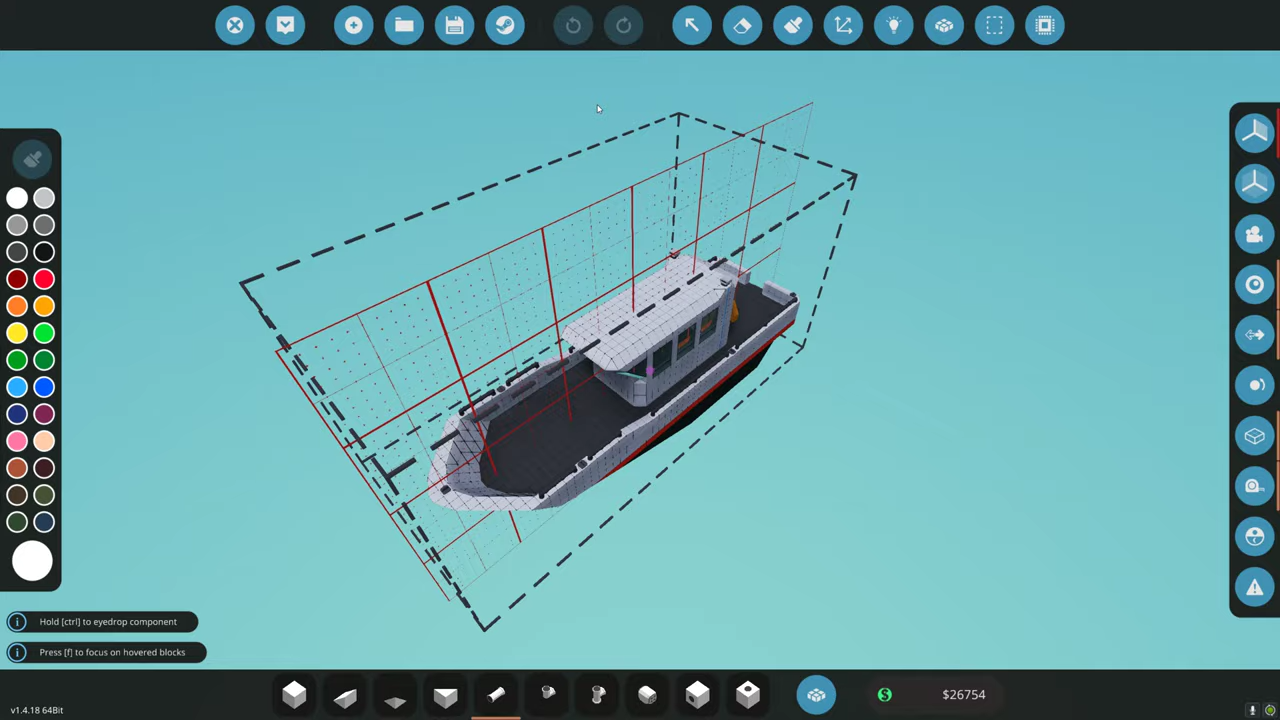 Hold [ctrl] to eyedrop component
Press [f] to focus on hovered blocks
$26754
v1.4.18 64Bit